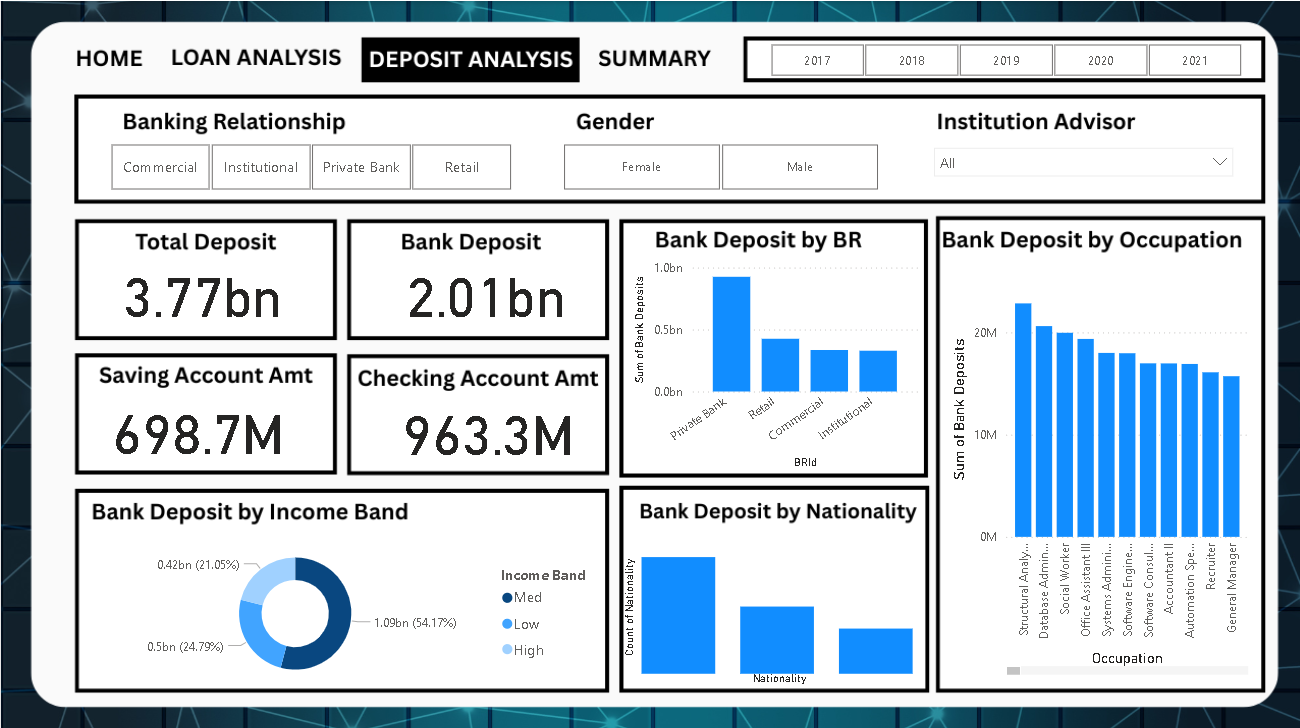 HOME LOAN ANALYSIS DEPOSIT ANALYSIS SUMMARY 2017 2018 2019 2020 2021
Banking Relationship
Commercial Institutional Private Bank Retail
Gender
Female Male
Institution Advisor
All
Total Deposit
3.77bn
Bank Deposit
2.01bn
Saving Account Amt
698.7M
Checking Account Amt
963.3M
Bank Deposit by BR
Sum of Bank Deposits
1.0bn
0.5bn
0.0bn
Private Bank
Retail
Commercial
Institutional
BRId
Bank Deposit by Occupation
Sum of Bank Deposits
20M
10M
0M
Structural Analy...
Database Admin...
Social Worker
Office Assistant III
Systems Admini...
Software Engine...
Software Consul...
Accountant II
Automation Spe...
Recruiter
General Manager
Occupation
Bank Deposit by Income Band
0.42bn (21.05%)
0.5bn (24.79%)
1.09bn (54.17%)
Income Band
Med
Low
High
Bank Deposit by Nationality
Count of Nationality
Nationality